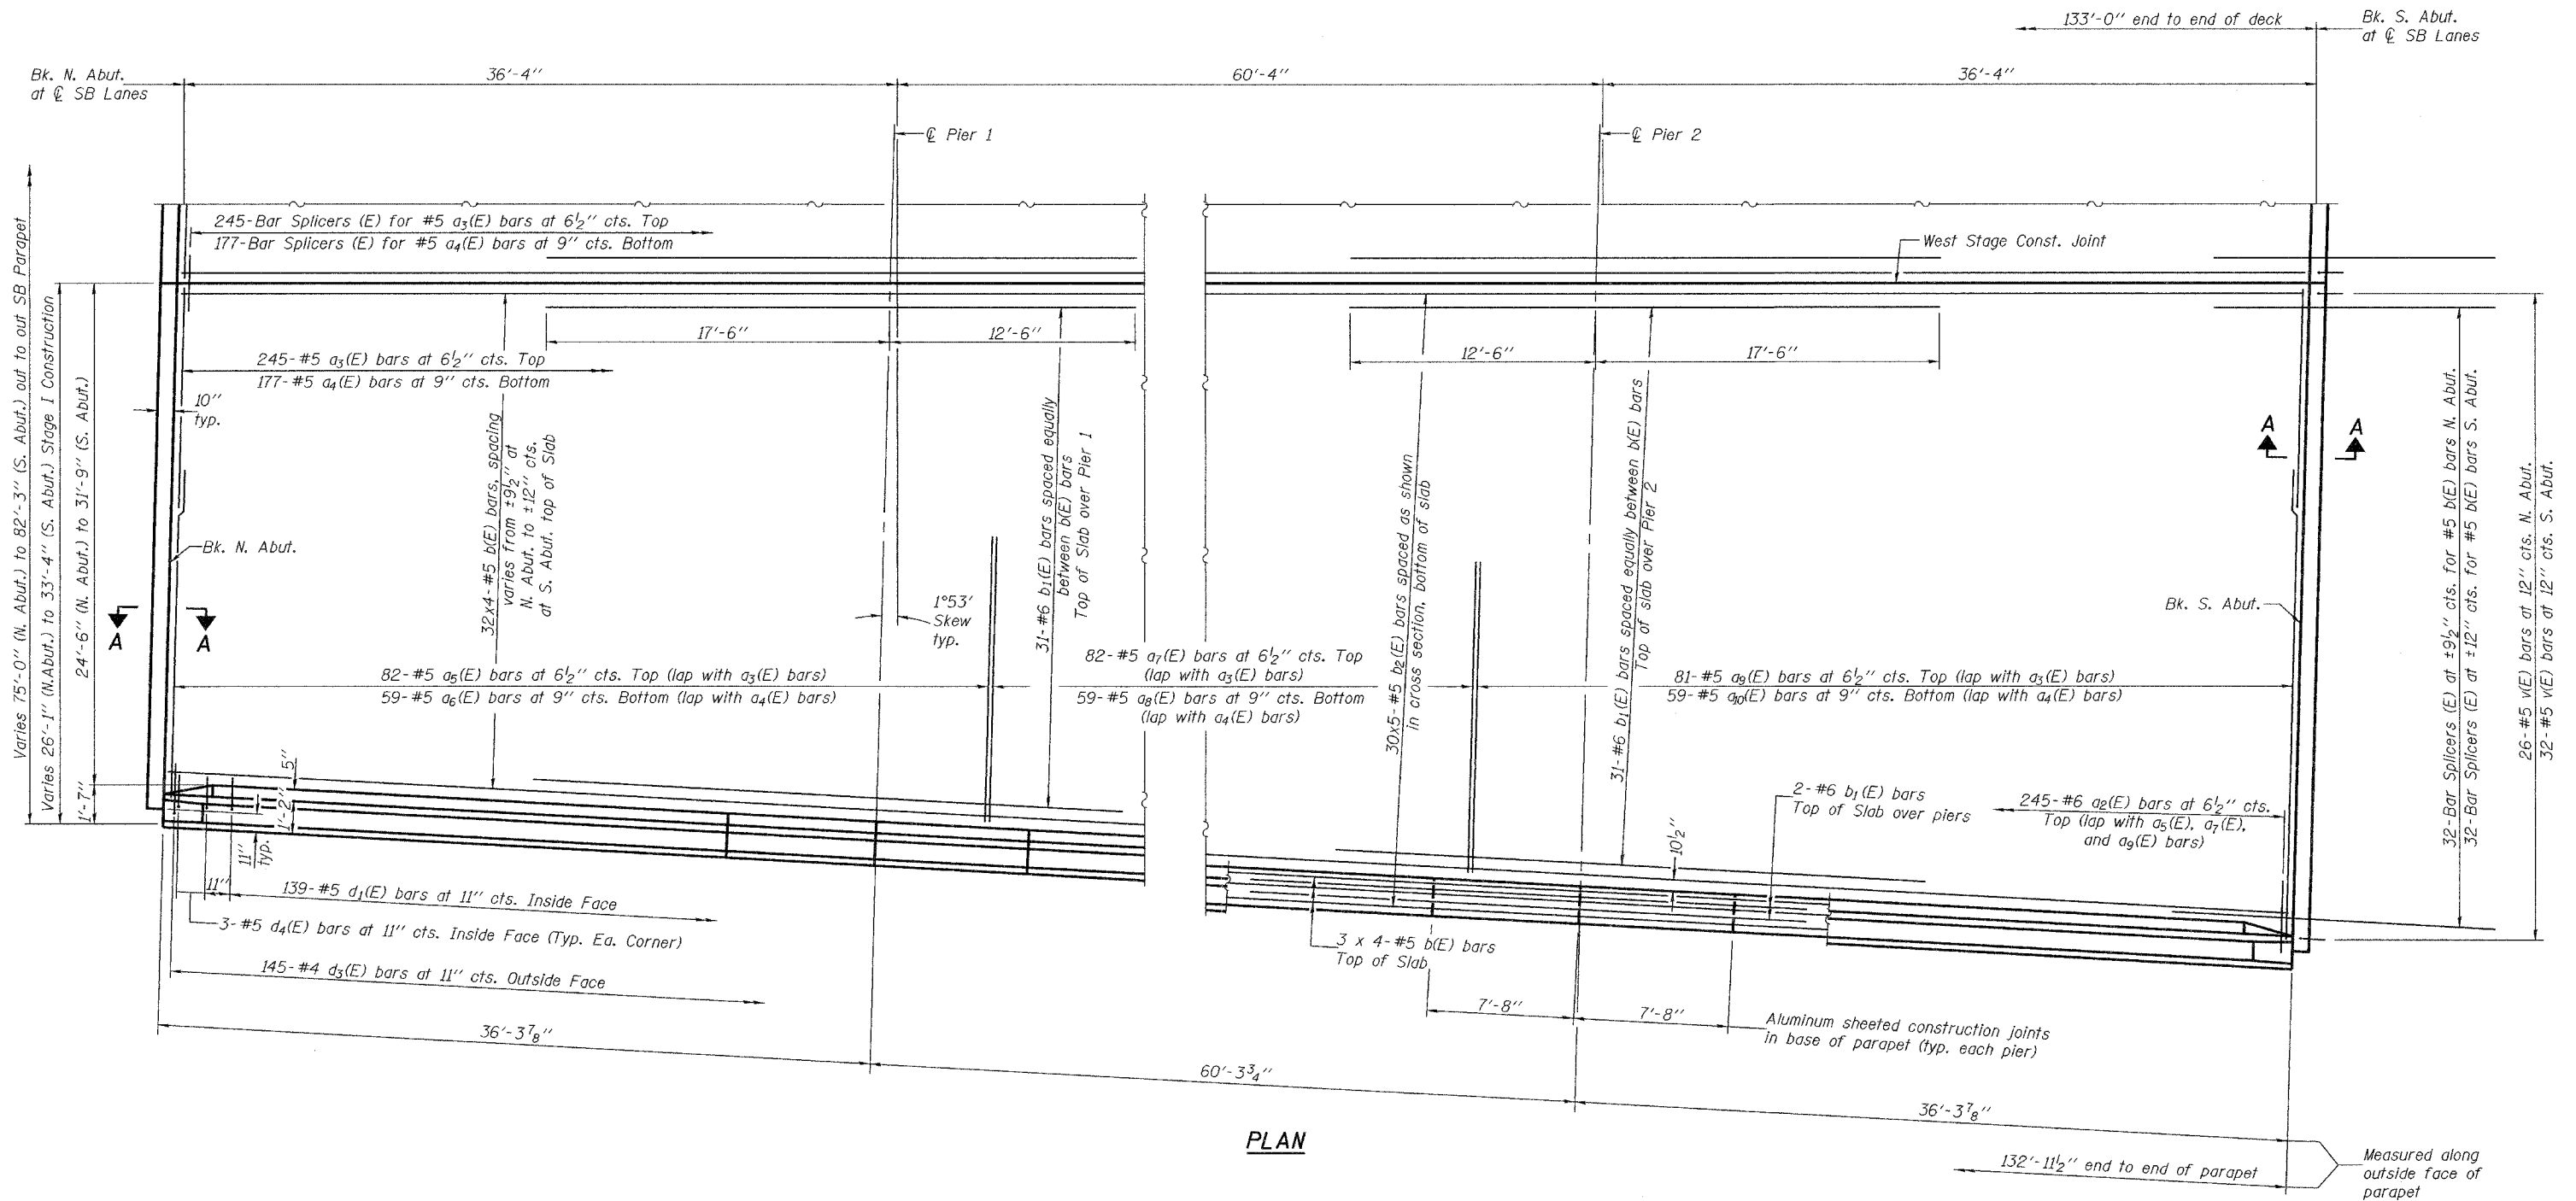 133'-0" end to end of deck
Bk. S. Abut.
at ℄ SB Lanes
Bk. N. Abut.
at ℄ SB Lanes
36'-4"
60'-4"
36'-4"
℄ Pier 1
℄ Pier 2
245-Bar Splicers (E) for #5 a3(E) bars at 6½" cts. Top
177-Bar Splicers (E) for #5 a4(E) bars at 9" cts. Bottom
West Stage Const. Joint
17'-6"
12'-6"
12'-6"
17'-6"
245-#5 a3(E) bars at 6½" cts. Top
177-#5 a4(E) bars at 9" cts. Bottom
10"
typ.
Varies 75'-0" (N. Abut.) to 82'-3" (S. Abut.) out to out SB Parapet
Varies 26'-1" (N.Abut.) to 33'-4" (S. Abut.) Stage I Construction
24'-6" (N. Abut.) to 31'-9" (S. Abut.)
1'-7"
Bk. N. Abut.
A
A
32x4-#5 b(E) bars, spacing
varies from ±9½" at
N. Abut. to ±12" cts.
at S. Abut. top of Slab
31-#6 b1(E) bars spaced equally
between b(E) bars
Top of Slab over Pier 1
1°53'
Skew
typ.
30x5-#5 b2(E) bars spaced as shown
in cross section, bottom of slab
31-#6 b1(E) bars spaced equally between b(E) bars
Top of slab over Pier 2
A
A
Bk. S. Abut.
32-Bar Splicers (E) at ±9½" cts. for #5 b(E) bars N. Abut.
32-Bar Splicers (E) at ±12" cts. for #5 b(E) bars S. Abut.
26-#5 v(E) bars at 12" cts. N. Abut.
32-#5 v(E) bars at 12" cts. S. Abut.
82-#5 a5(E) bars at 6½" cts. Top (lap with a3(E) bars)
59-#5 a6(E) bars at 9" cts. Bottom (lap with a4(E) bars)
82-#5 a7(E) bars at 6½" cts. Top
(lap with a3(E) bars)
59-#5 a8(E) bars at 9" cts. Bottom
(lap with a4(E) bars)
81-#5 a9(E) bars at 6½" cts. Top (lap with a3(E) bars)
59-#5 a10(E) bars at 9" cts. Bottom (lap with a4(E) bars)
5"
1'-2"
11"
typ.
11"
2-#6 b1(E) bars
Top of Slab over piers
245-#6 a2(E) bars at 6½" cts.
Top (lap with a5(E), a7(E),
and a9(E) bars)
10½"
139-#5 d1(E) bars at 11" cts. Inside Face
3-#5 d4(E) bars at 11" cts. Inside Face (Typ. Ea. Corner)
145-#4 d3(E) bars at 11" cts. Outside Face
3 x 4-#5 b(E) bars
Top of Slab
7'-8"
7'-8"
Aluminum sheeted construction joints
in base of parapet (typ. each pier)
36'-3⅞"
60'-3¾"
36'-3⅞"
PLAN
132'-11½" end to end of parapet
Measured along
outside face of
parapet